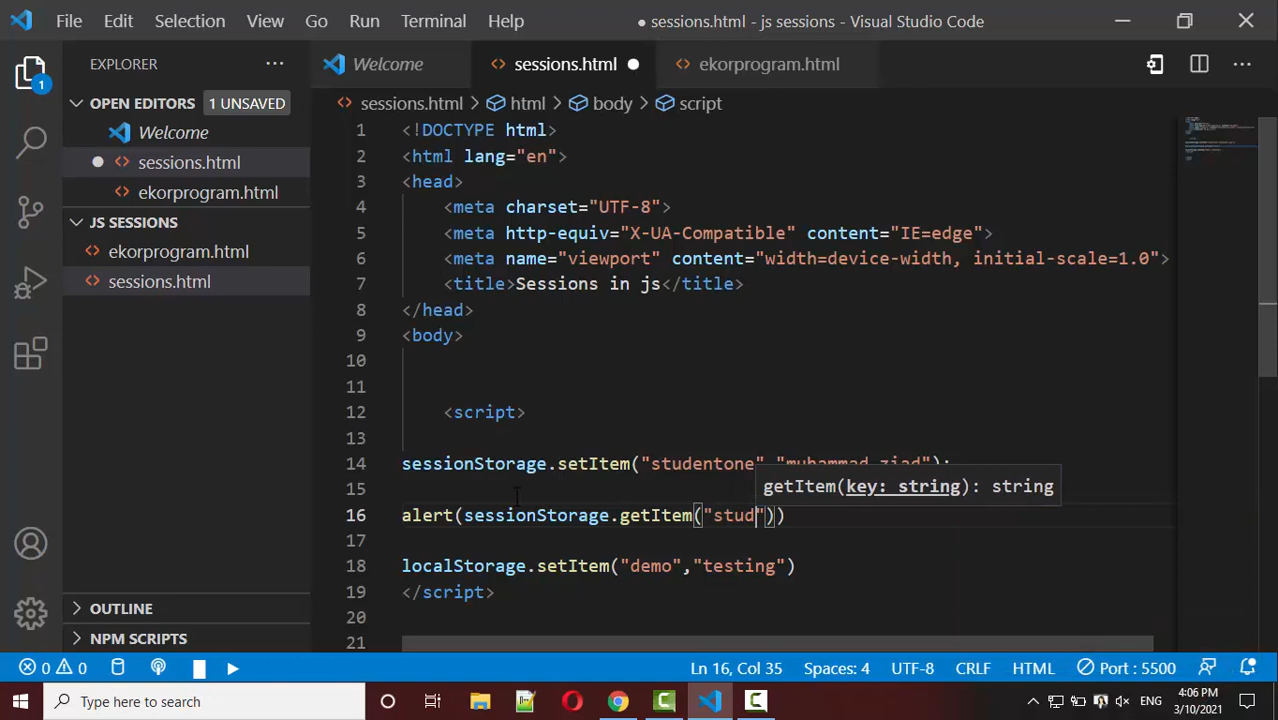 File Edit Selection View Go Run Terminal Help ● sessions.html - js sessions - Visual Studio Code
EXPLORER
Welcome sessions.html ekorprogram.html
1
OPEN EDITORS 1 UNSAVED
Welcome
sessions.html
ekorprogram.html
JS SESSIONS
ekorprogram.html
sessions.html
OUTLINE
NPM SCRIPTS
sessions.html > html > body > script
1 <!DOCTYPE html>
2 <html lang="en">
3 <head>
4 <meta charset="UTF-8">
5 <meta http-equiv="X-UA-Compatible" content="IE=edge">
6 <meta name="viewport" content="width=device-width, initial-scale=1.0">
7 <title>Sessions in js</title>
8 </head>
9 <body>
10
11
12 <script>
13
14 sessionStorage.setItem("studentone","muhammad ziad");
15
getItem(key: string): string
16 alert(sessionStorage.getItem("stud"))
17
18 localStorage.setItem("demo","testing")
19 </script>
20
21
0 0 Ln 16, Col 35 Spaces: 4 UTF-8 CRLF HTML Port : 5500
Type here to search
ENG
4:06 PM
3/10/2021